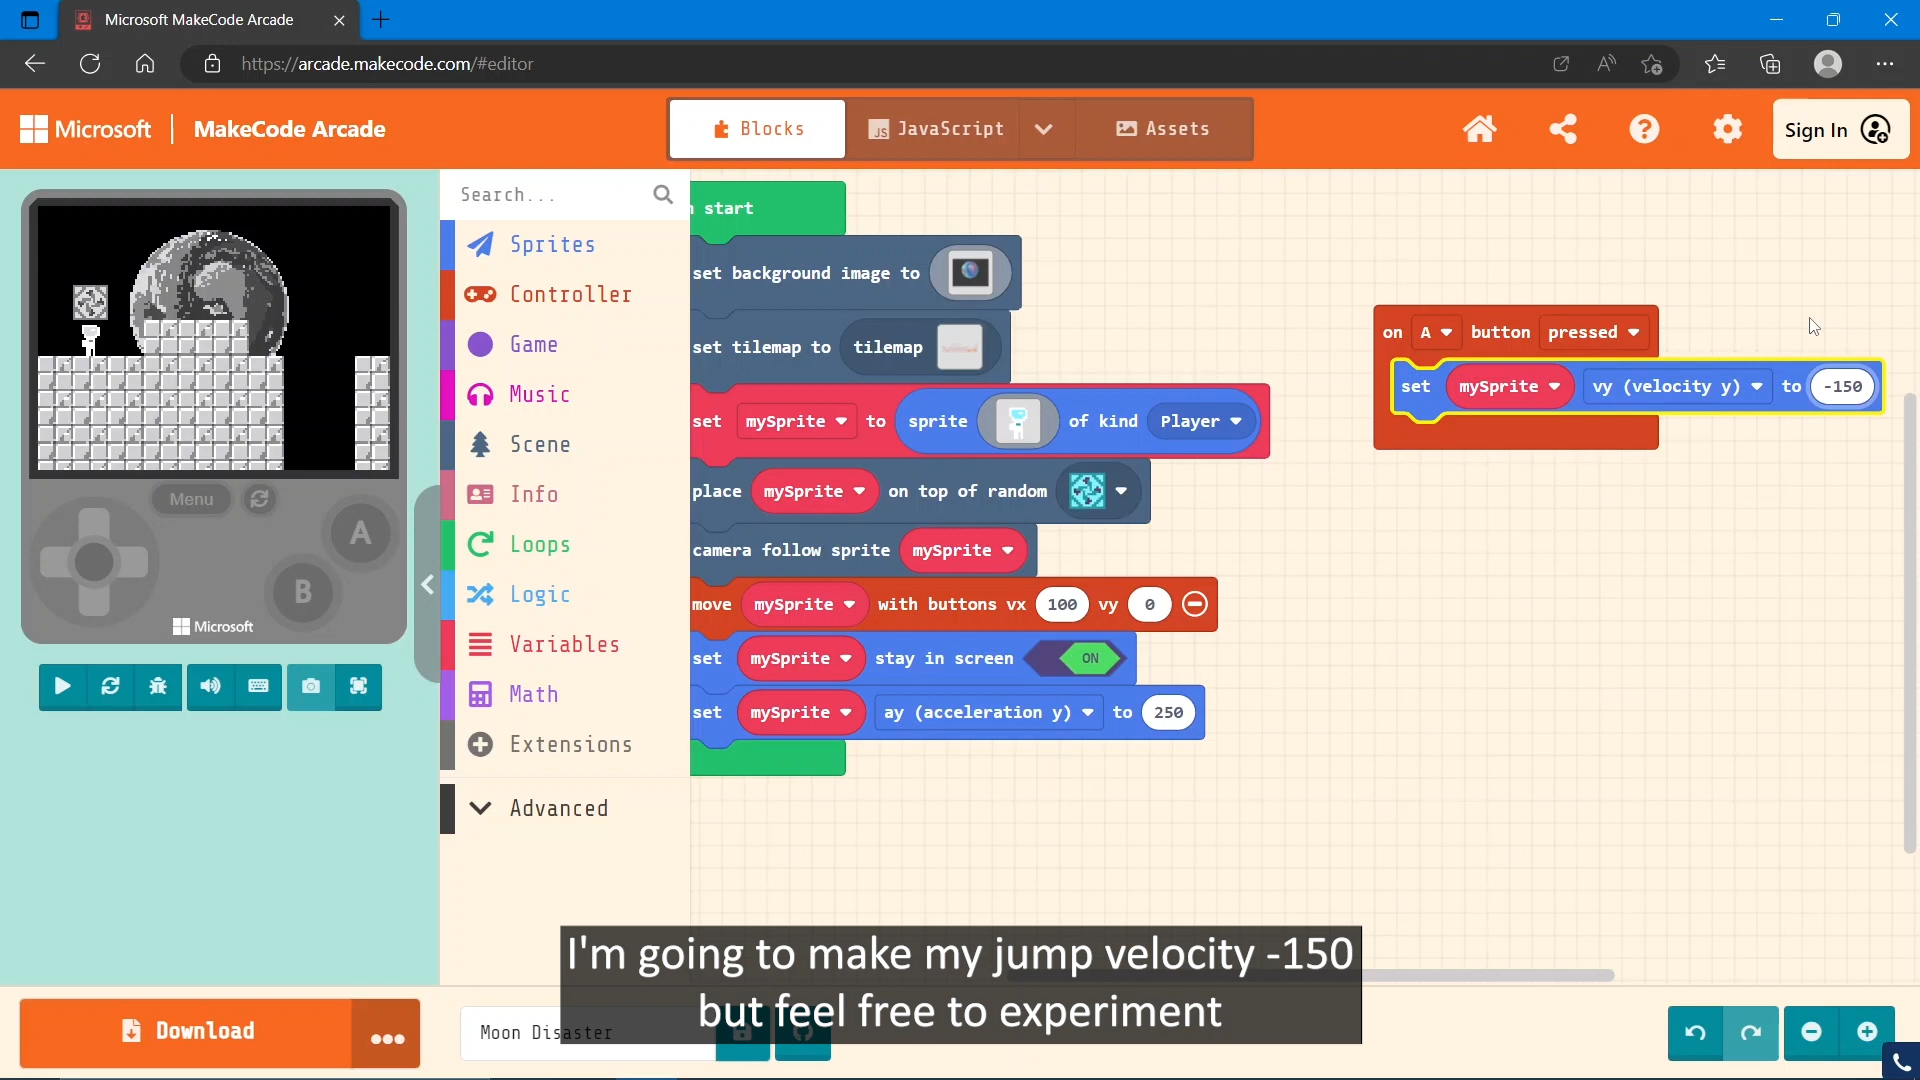 Microsoft MakeCode Arcade
https://arcade.makecode.com/#editor
Microsoft | MakeCode Arcade
Blocks
JS JavaScript
Assets
Sign In
Search...
Sprites
Controller
Game
Music
Scene
Info
Loops
Logic
Variables
Math
Extensions
Advanced
Menu
A
B
Microsoft
start
set background image to
set tilemap to tilemap
set mySprite to sprite of kind Player
place mySprite on top of random
camera follow sprite mySprite
move mySprite with buttons vx 100 vy 0
set mySprite stay in screen ON
set mySprite ay (acceleration y) to 250
on A button pressed
set mySprite vy (velocity y) to -150
Download
Moon Disaster
I'm going to make my jump velocity -150
but feel free to experiment